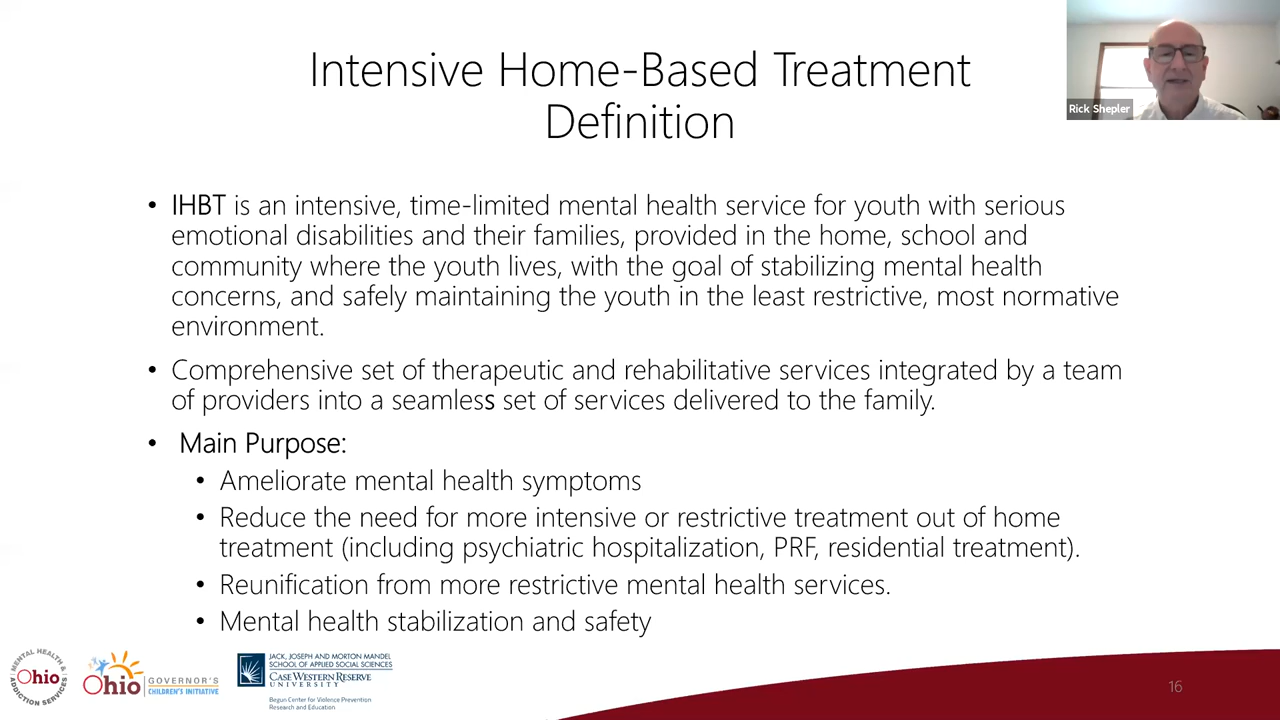 Intensive Home-Based Treatment
Definition
Rick Shepler
• IHBT is an intensive, time-limited mental health service for youth with serious
emotional disabilities and their families, provided in the home, school and
community where the youth lives, with the goal of stabilizing mental health
concerns, and safely maintaining the youth in the least restrictive, most normative
environment.
• Comprehensive set of therapeutic and rehabilitative services integrated by a team
of providers into a seamless set of services delivered to the family.
• Main Purpose:
• Ameliorate mental health symptoms
• Reduce the need for more intensive or restrictive treatment out of home
treatment (including psychiatric hospitalization, PRF, residential treatment).
• Reunification from more restrictive mental health services.
• Mental health stabilization and safety
MENTAL HEALTH &
Ohio
ADDICTION SERVICES
Ohio
GOVERNOR'S
CHILDREN'S INITIATIVE
JACK, JOSEPH AND MORTON MANDEL
SCHOOL OF APPLIED SOCIAL SCIENCES
CASE WESTERN RESERVE
UNIVERSITY
Begun Center for Violence Prevention
Research and Education
16